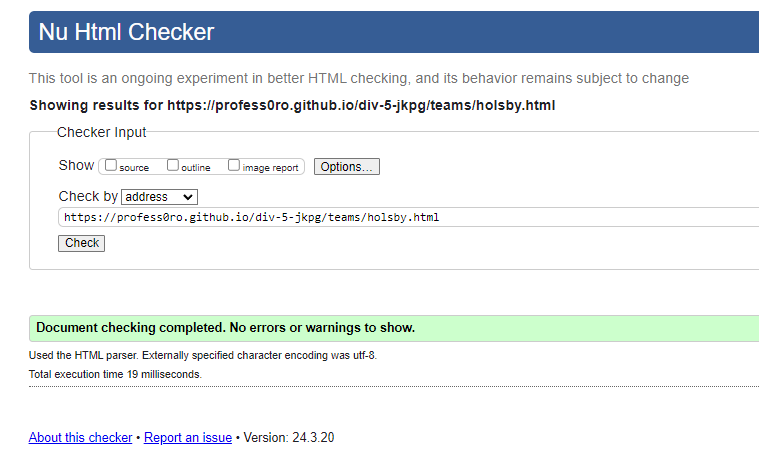 Nu Html Checker
This tool is an ongoing experiment in better HTML checking, and its behavior remains subject to change
Showing results for https://profess0ro.github.io/div-5-jkpg/teams/holsby.html
Checker Input
Show source outline image report Options...
Check by address
https://profess0ro.github.io/div-5-jkpg/teams/holsby.html
Check
Document checking completed. No errors or warnings to show.
Used the HTML parser. Externally specified character encoding was utf-8.
Total execution time 19 milliseconds.
About this checker • Report an issue • Version: 24.3.20